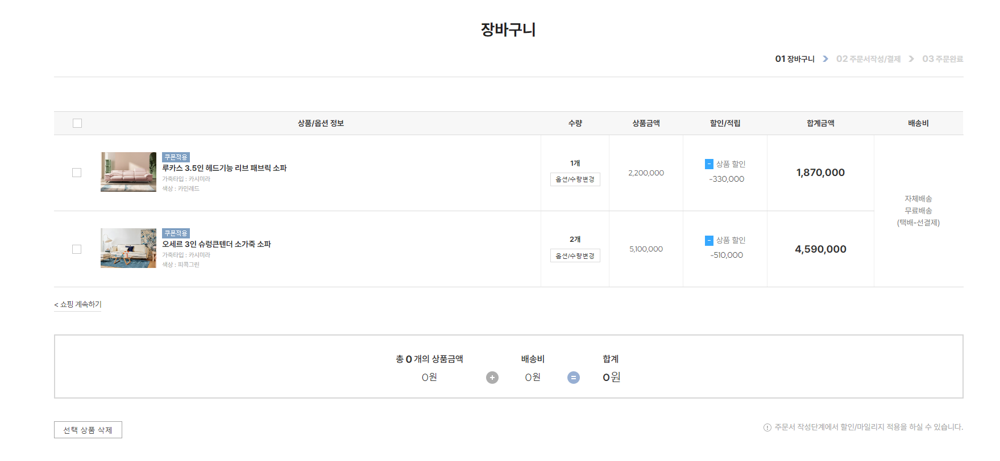 장바구니
01 장바구니 02 주문서작성/결제 03 주문완료
상품/옵션 정보 수량 상품금액 할인/적립 합계금액 배송비
쿠폰적용
루카스 3.5인 헤드기능 리브 패브릭 소파
가죽타입 : 카시미라
색상 : 카민레드
1개
옵션/수량변경
2,200,000
- 상품 할인
-330,000
1,870,000
자체배송
무료배송
(택배-선결제)
쿠폰적용
오세르 3인 슈렁큰텐더 소가죽 소파
가죽타입 : 카시미라
색상 : 피콕그린
2개
옵션/수량변경
5,100,000
- 상품 할인
-510,000
4,590,000
< 쇼핑 계속하기
총 0 개의 상품금액 배송비 합계
0원 + 0원 = 0원
선택 상품 삭제
주문서 작성단계에서 할인/마일리지 적용을 하실 수 있습니다.